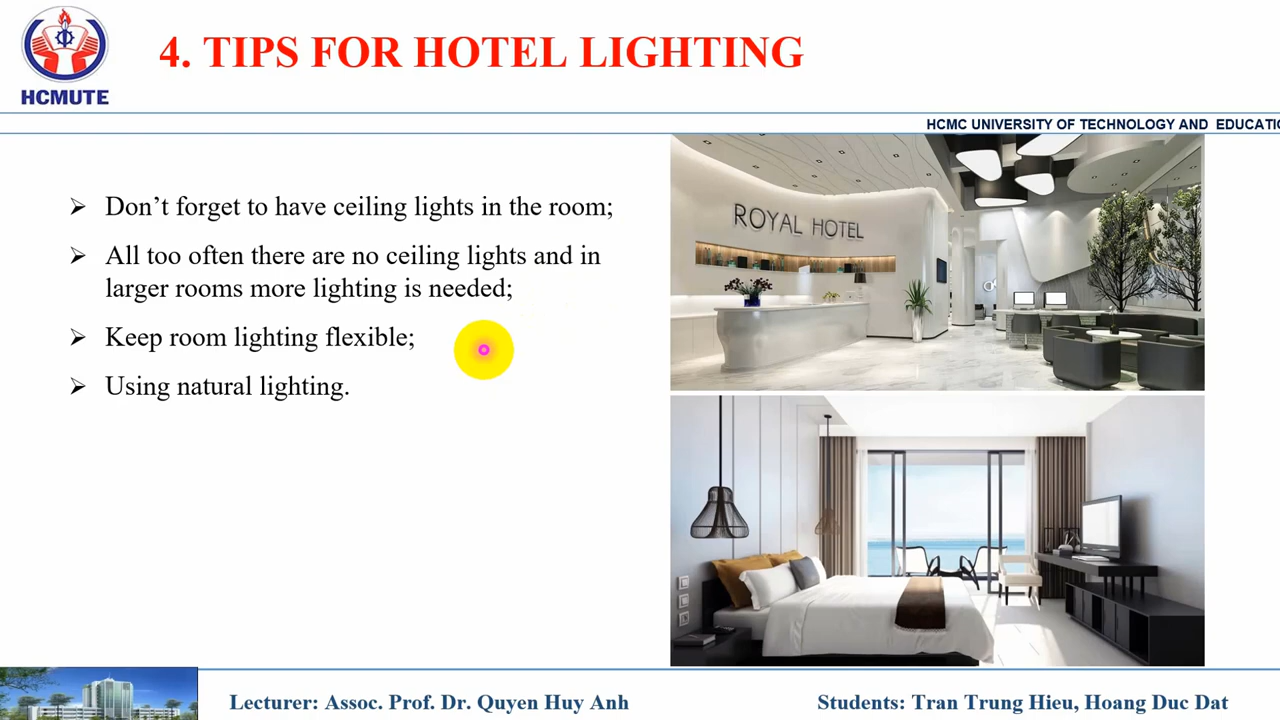 HCMUTE
4. TIPS FOR HOTEL LIGHTING
HCMC UNIVERSITY OF TECHNOLOGY AND EDUCATIO
➢ Don’t forget to have ceiling lights in the room;
➢ All too often there are no ceiling lights and in
larger rooms more lighting is needed;
➢ Keep room lighting flexible;
➢ Using natural lighting.
ROYAL HOTEL
Lecturer: Assoc. Prof. Dr. Quyen Huy Anh
Students: Tran Trung Hieu, Hoang Duc Dat